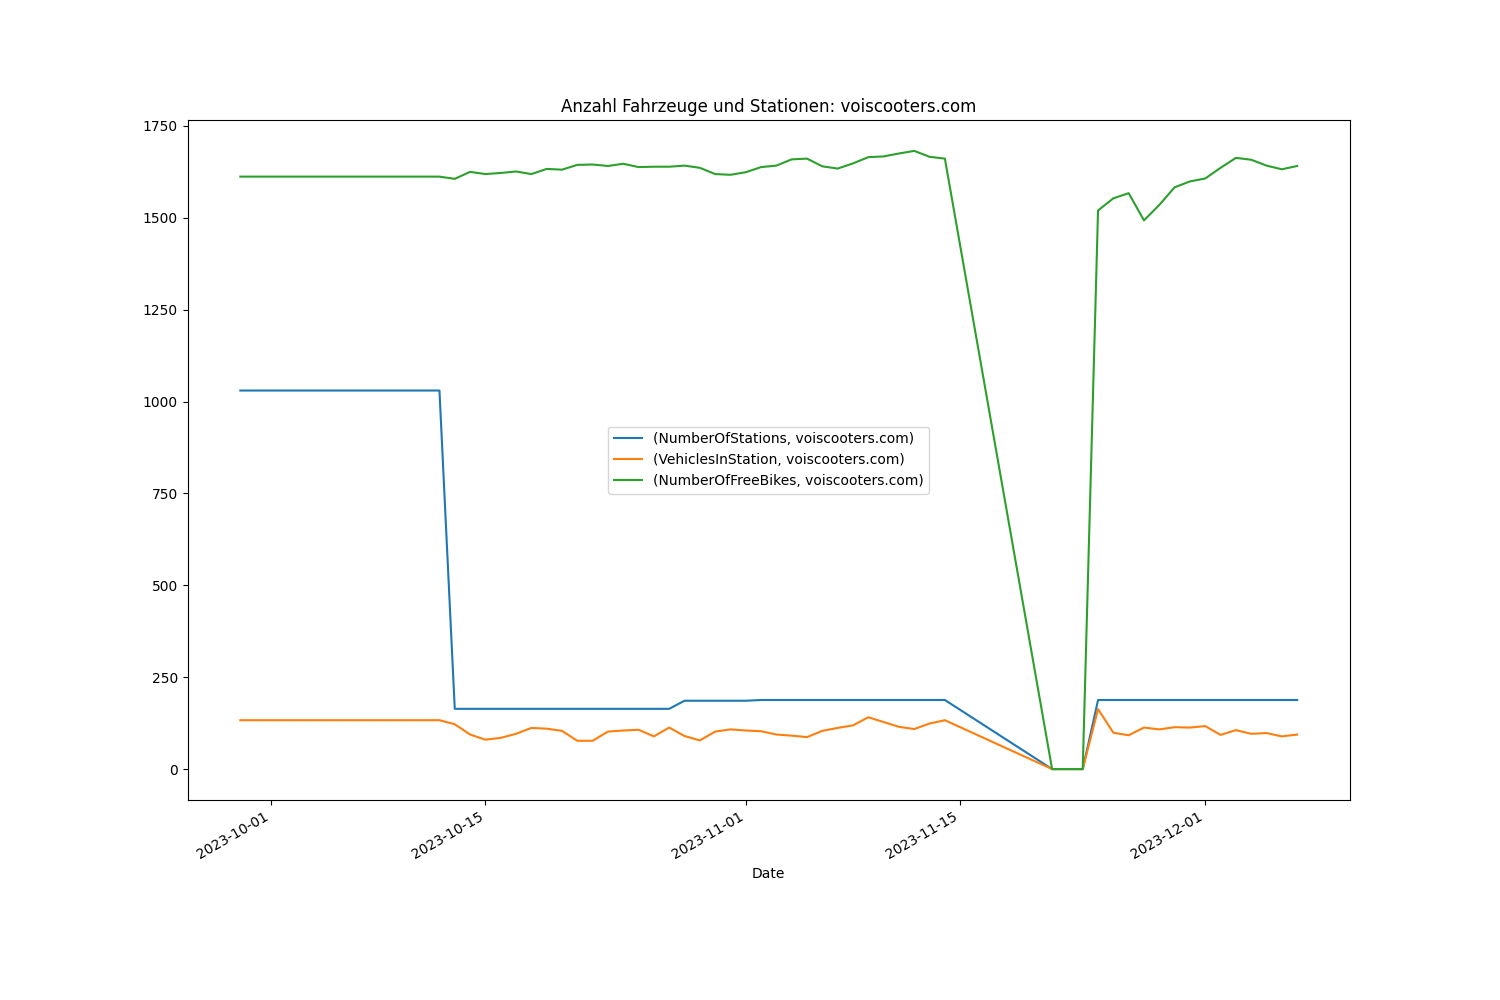 Anzahl Fahrzeuge und Stationen: voiscooters.com
1750
1500
1250
1000
750
500
250
0
(NumberOfStations, voiscooters.com)
(VehiclesInStation, voiscooters.com)
(NumberOfFreeBikes, voiscooters.com)
2023-10-01
2023-10-15
2023-11-01
2023-11-15
2023-12-01
Date